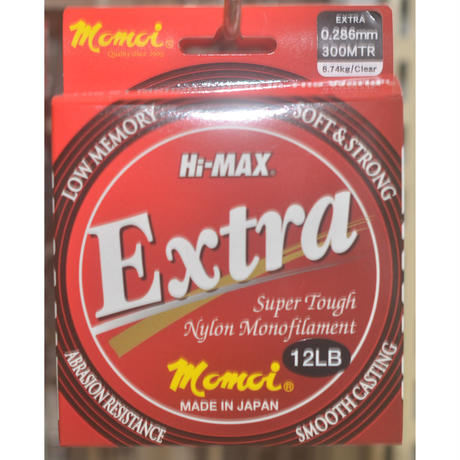 Momoi®
Quality since 1905
EXTRA
0,286mm
300MTR
6.74kg/Clear
LOW MEMORY
SOFT & STRONG
Hi-MAX®
Extra
Super Tough
Nylon Monofilament
12LB
Momoi®
MADE IN JAPAN
ABRASION RESISTANCE
SMOOTH CASTING